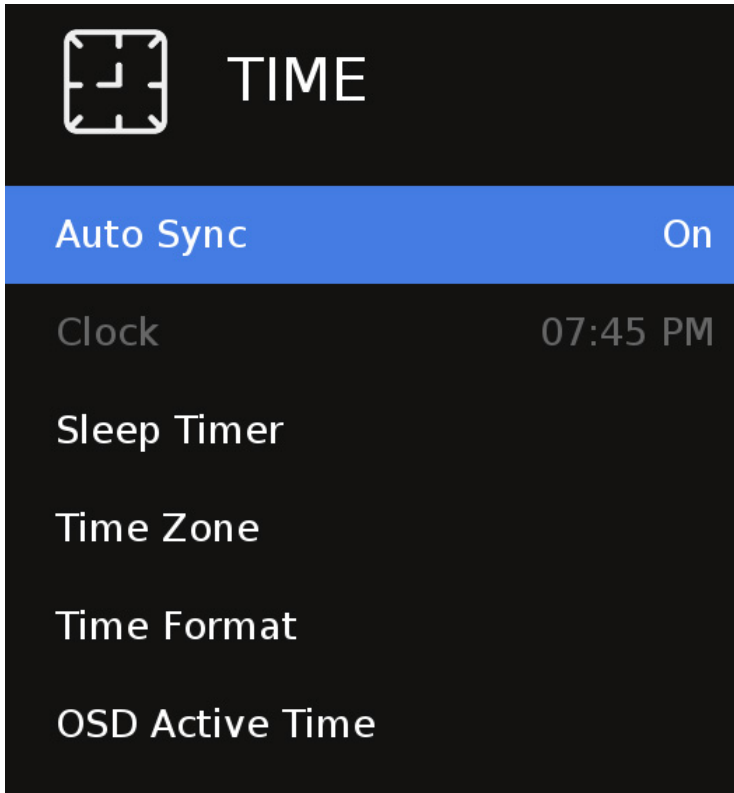 TIME
Auto Sync On
Clock 07:45 PM
Sleep Timer
Time Zone
Time Format
OSD Active Time